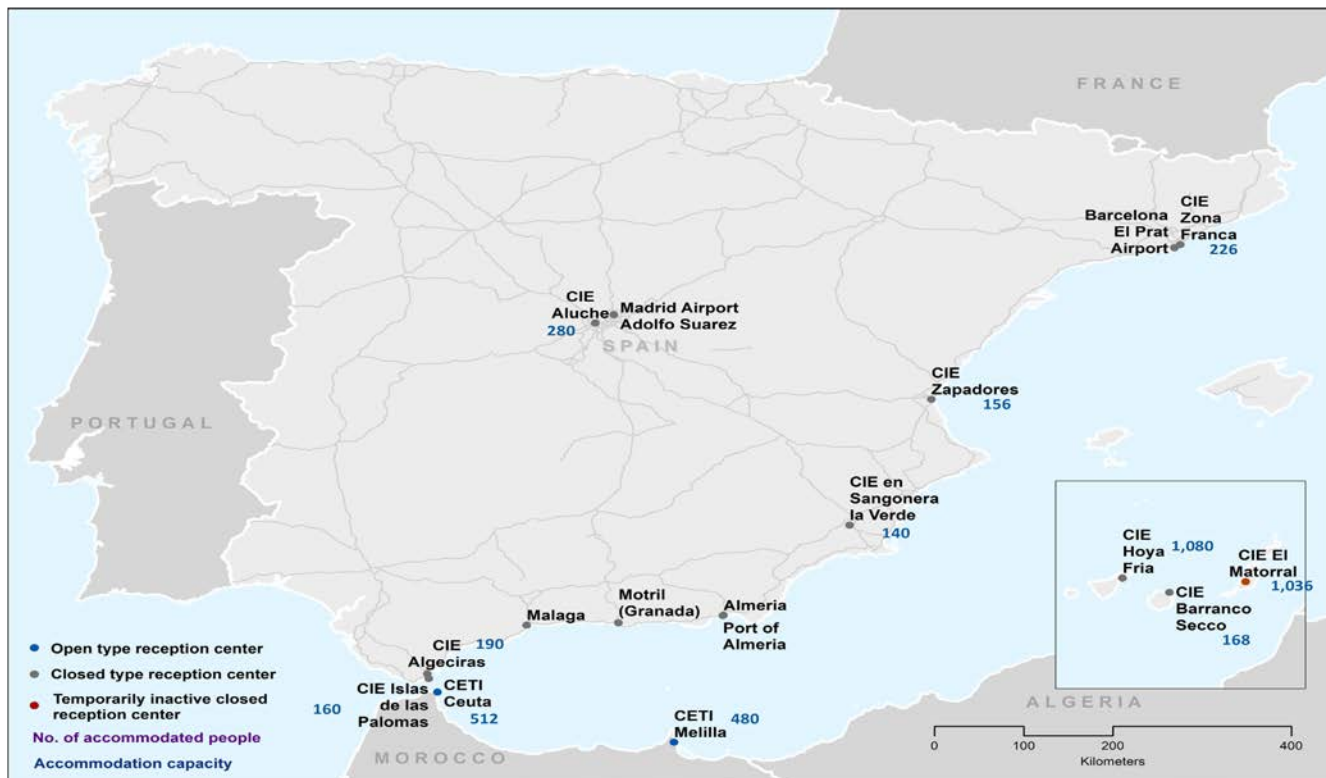 FRANCE
CIE
Zona
Franca
226
Barcelona
El Prat
Airport
CIE
Aluche
280
Madrid Airport
Adolfo Suarez
SPAIN
PORTUGAL
CIE
Zapadores
156
CIE en
Sangonera
la Verde
140
CIE
Hoya
Fria
1,080
CIE El
Matorral
1,036
CIE
Barranco
Secco
168
Malaga
Motril
(Granada)
Almeria
Port of
Almeria
CIE
Algeciras
190
CIE Islas
de las
Palomas
160
CETI
Ceuta
512
CETI
Melilla
480
MOROCCO
ALGERIA
Open type reception center
Closed type reception center
Temporarily inactive closed
reception center
No. of accommodated people
Accommodation capacity
0 100 200 400
Kilometers